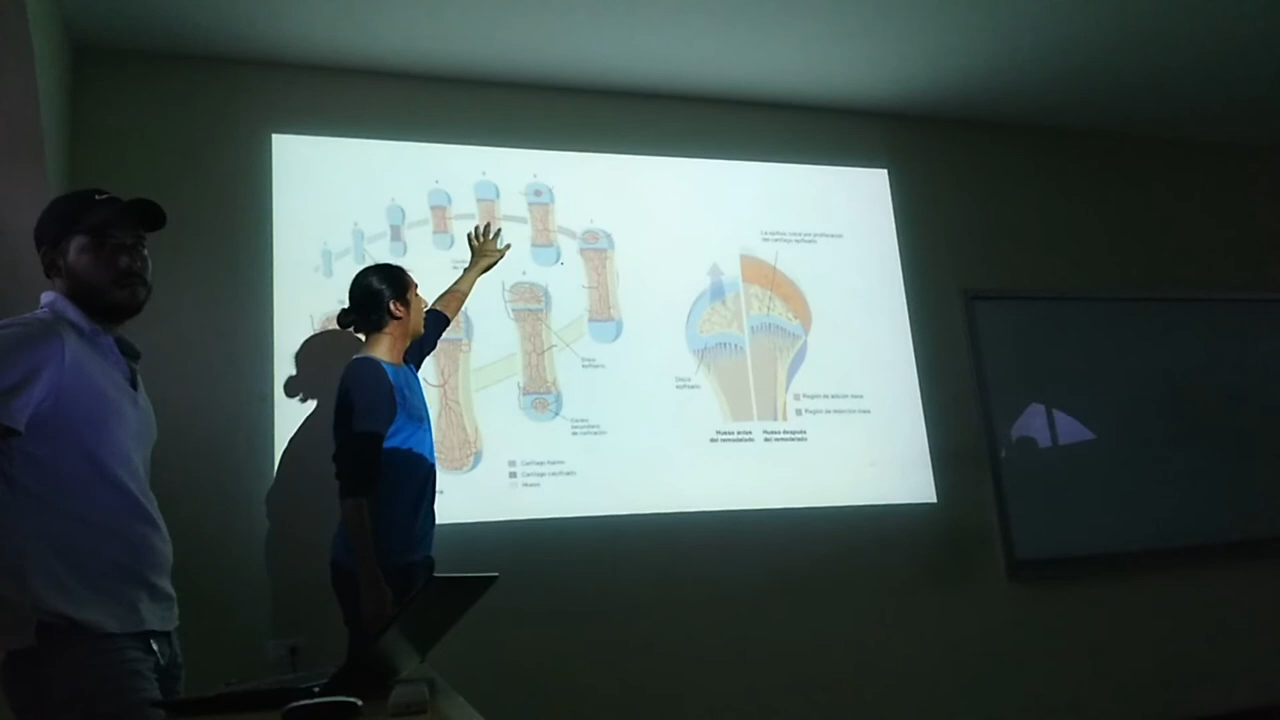 La epífisis crece por proliferación
del cartílago epifisario
Disco
epifisario
Disco
epifisario
Región de adición ósea
Región de resorción ósea
Hueso antes
del remodelado
Hueso después
del remodelado
Centro
secundario
de osificación
Cartílago hialino
Cartílago calcificado
Hueso